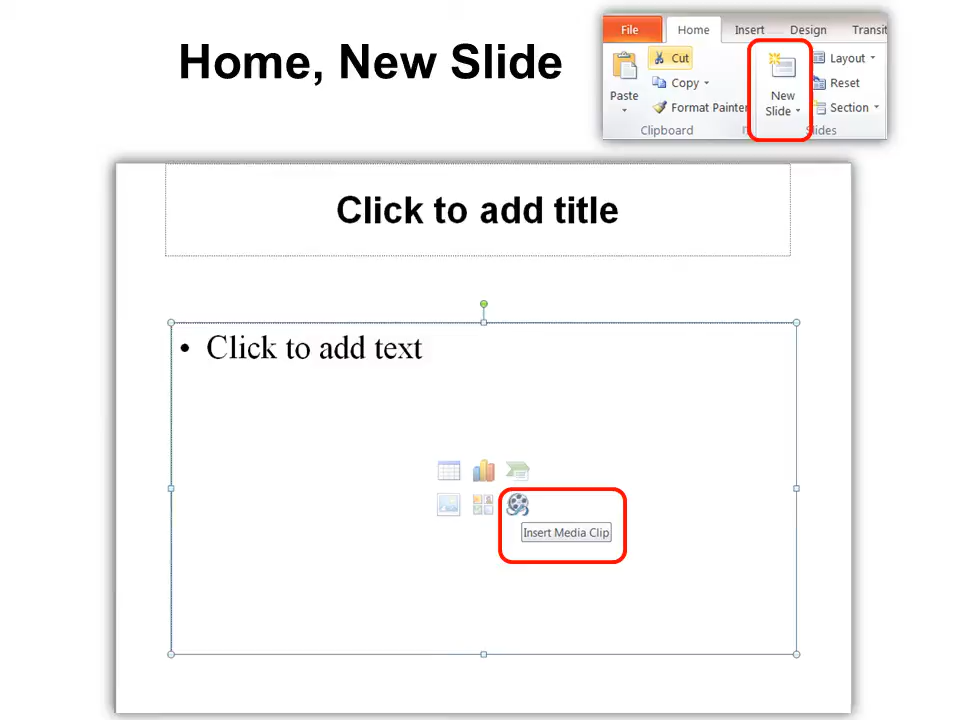 Home, New Slide
File Home Insert Design Transit
Cut
Copy
Format Painter
Paste
Clipboard
New
Slide
Layout
Reset
Section
lides
Click to add title
• Click to add text
Insert Media Clip